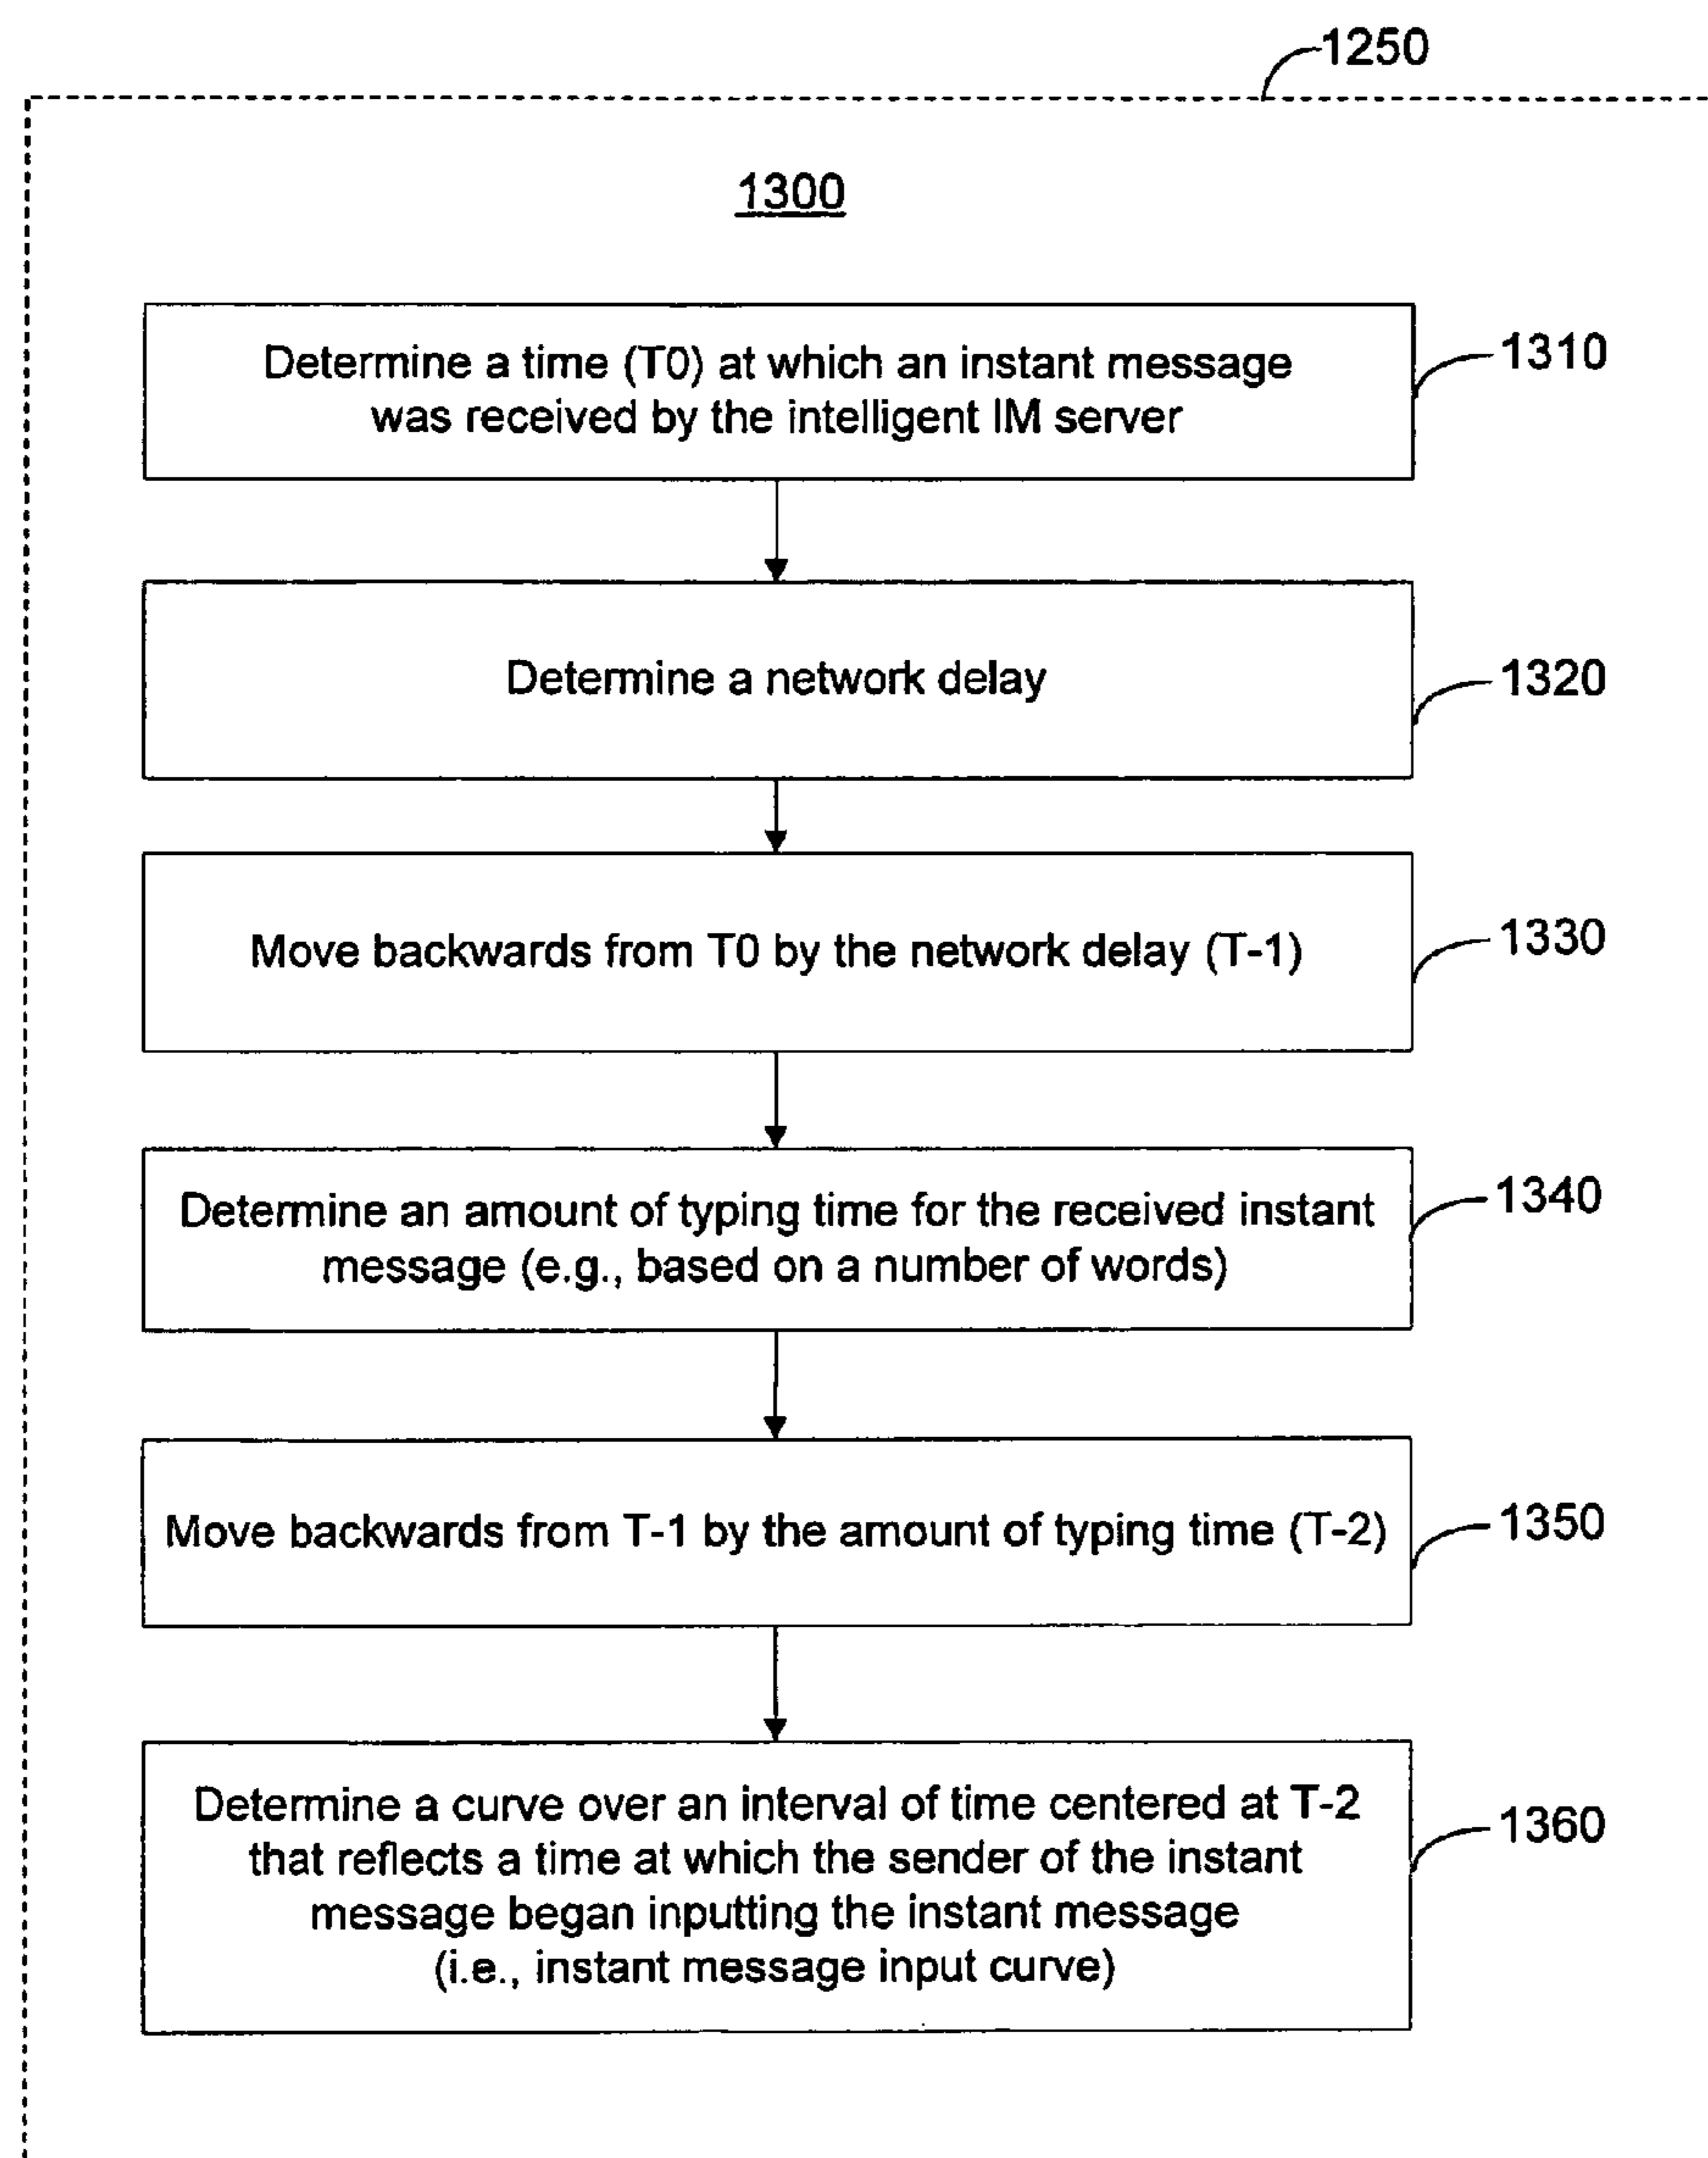 1250
1300
Determine a time (T0) at which an instant message
was received by the intelligent IM server
1310
Determine a network delay
1320
Move backwards from T0 by the network delay (T-1)
1330
Determine an amount of typing time for the received instant
message (e.g., based on a number of words)
1340
Move backwards from T-1 by the amount of typing time (T-2)
1350
Determine a curve over an interval of time centered at T-2
that reflects a time at which the sender of the instant
message began inputting the instant message
(i.e., instant message input curve)
1360